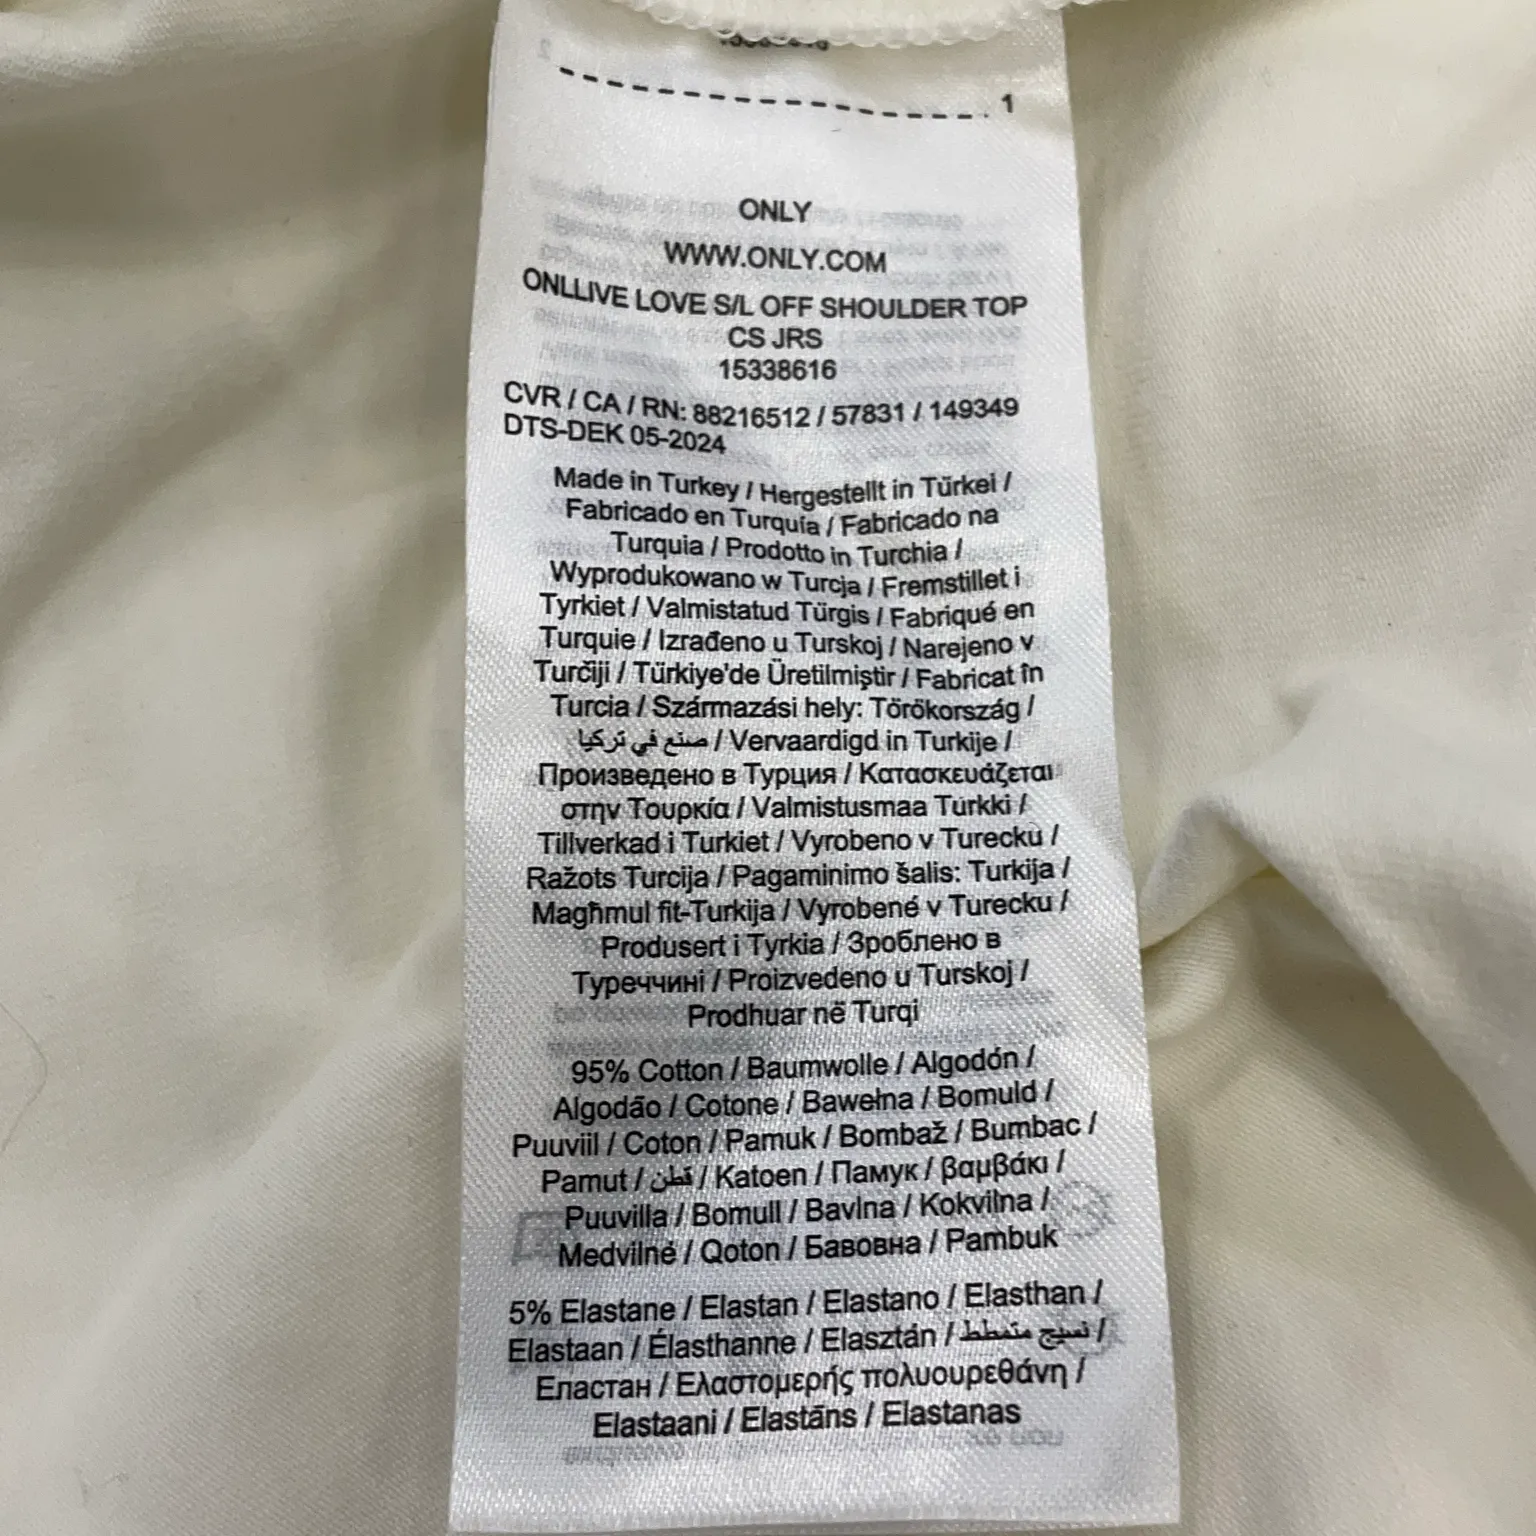 1
ONLY
WWW.ONLY.COM
ONLLIVE LOVE S/L OFF SHOULDER TOP
CS JRS
15338616
CVR / CA / RN: 88216512 / 57831 / 149349
DTS-DEK 05-2024
Made in Turkey / Hergestellt in Türkei /
Fabricado en Turquía / Fabricado na
Turquia / Prodotto in Turchia /
Wyprodukowano w Turcja / Fremstillet i
Tyrkiet / Valmistatud Türgis / Fabriqué en
Turquie / Izrađeno u Turskoj / Narejeno v
Turčiji / Türkiye'de Üretilmiştir / Fabricat în
Turcia / Származási hely: Törökország /
صنع في تركيا / Vervaardigd in Turkije /
Произведено в Турция / Κατασκευάζεται
στην Τουρκία / Valmistusmaa Turkki /
Tillverkad i Turkiet / Vyrobeno v Turecku /
Ražots Turcija / Pagaminimo šalis: Turkija /
Magħmul fit-Turkija / Vyrobené v Turecku /
Produsert i Tyrkia / Зроблено в
Туреччині / Proizvedeno u Turskoj /
Prodhuar në Turqi
95% Cotton / Baumwolle / Algodón /
Algodão / Cotone / Bawełna / Bomuld /
Puuviil / Coton / Pamuk / Bombaž / Bumbac /
Pamut / قطن / Katoen / Памук / βαμβάκι /
Puuvilla / Bomull / Bavlna / Kokvilna /
Medvilnė / Qoton / Бавовна / Pambuk
5% Elastane / Elastan / Elastano / Elasthan /
Elastaan / Élasthanne / Elasztán / نسيج متمطط /
Еластан / Ελαστομερής πολυουρεθάνη /
Elastaani / Elastāns / Elastanas